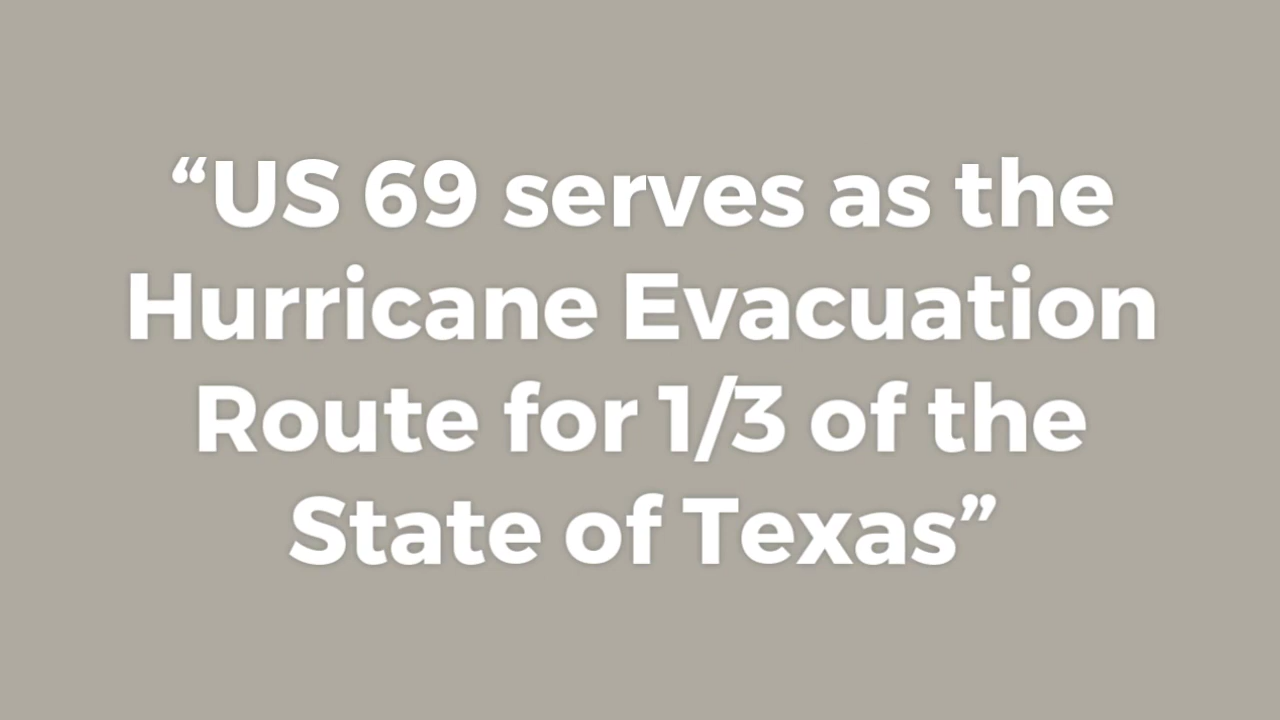 “US 69 serves as the
Hurricane Evacuation
Route for 1/3 of the
State of Texas”